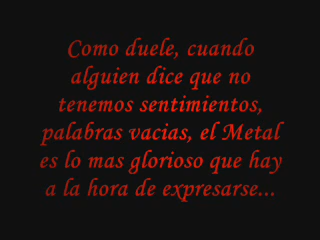 Como duele, cuando
alguien dice que no
tenemos sentimientos,
palabras vacias, el Metal
es lo mas glorioso que hay
a la hora de expresarse...